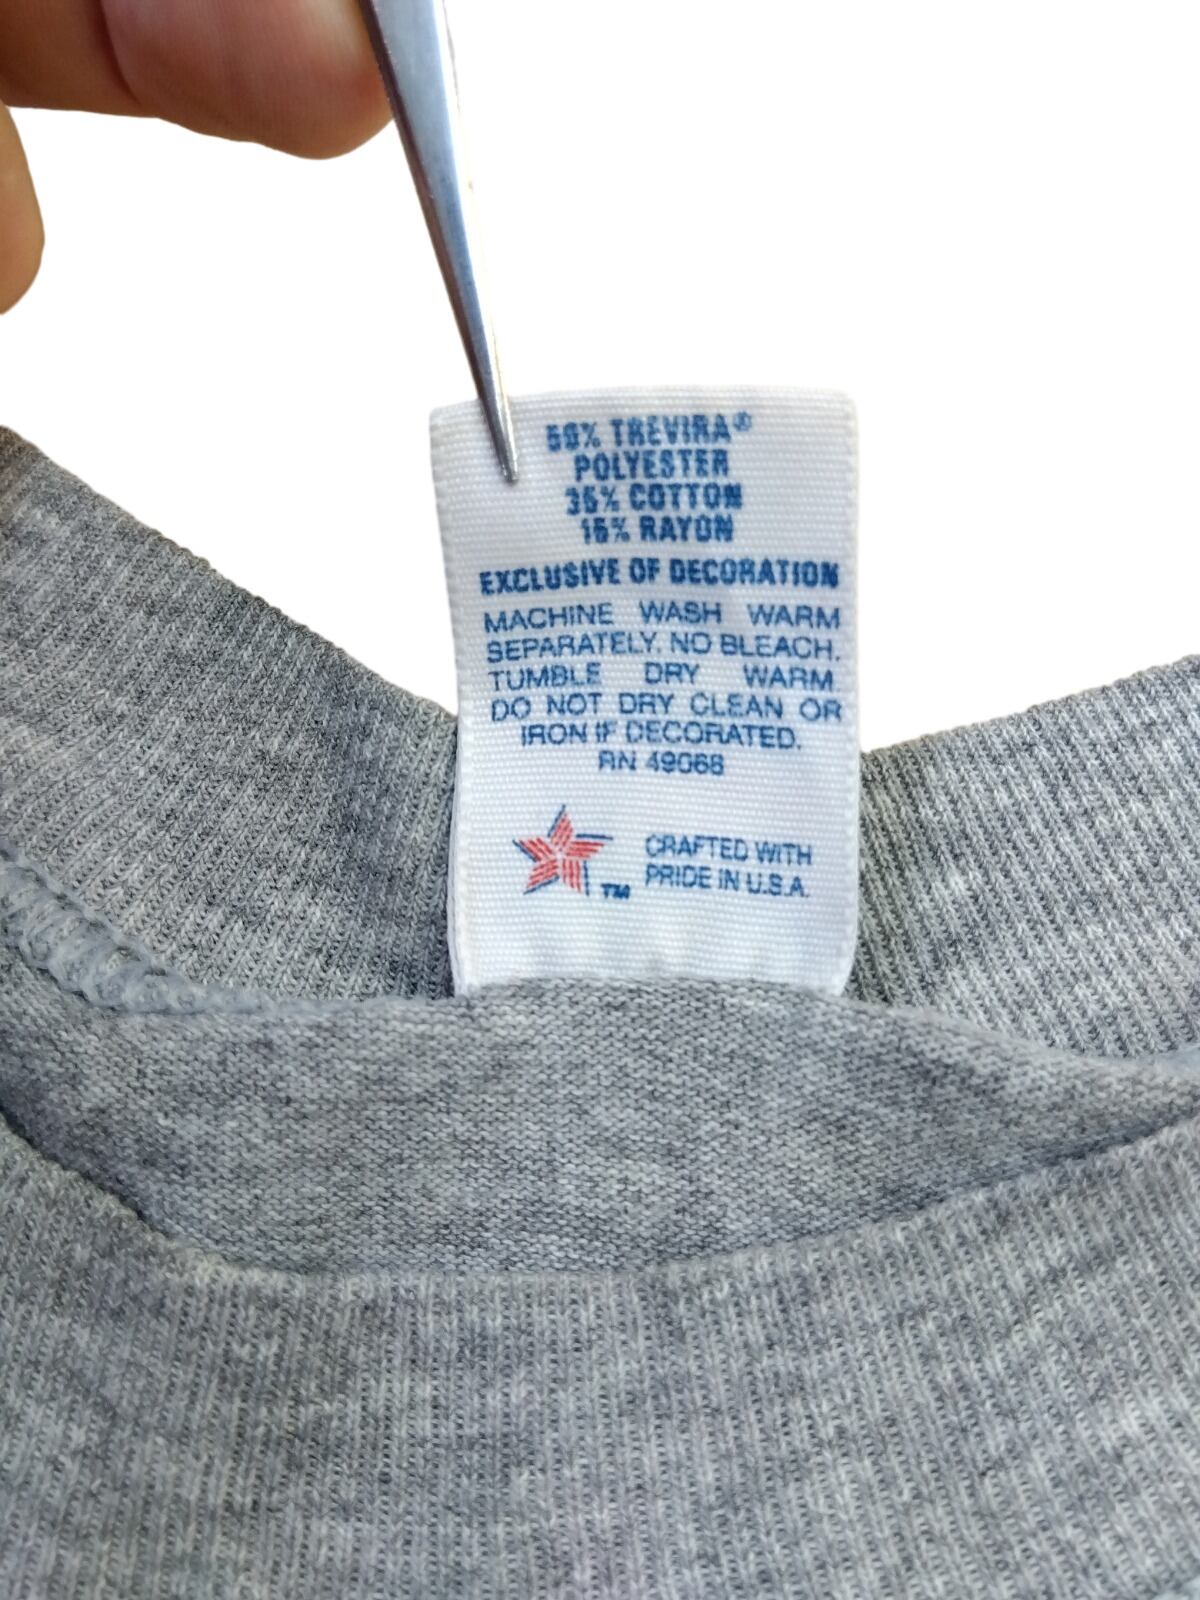 50% TREVIRA®
POLYESTER
35% COTTON
15% RAYON
EXCLUSIVE OF DECORATION
MACHINE WASH WARM
SEPARATELY. NO BLEACH.
TUMBLE DRY WARM
DO NOT DRY CLEAN OR
IRON IF DECORATED.
RN 49068
TM
CRAFTED WITH
PRIDE IN U.S.A.